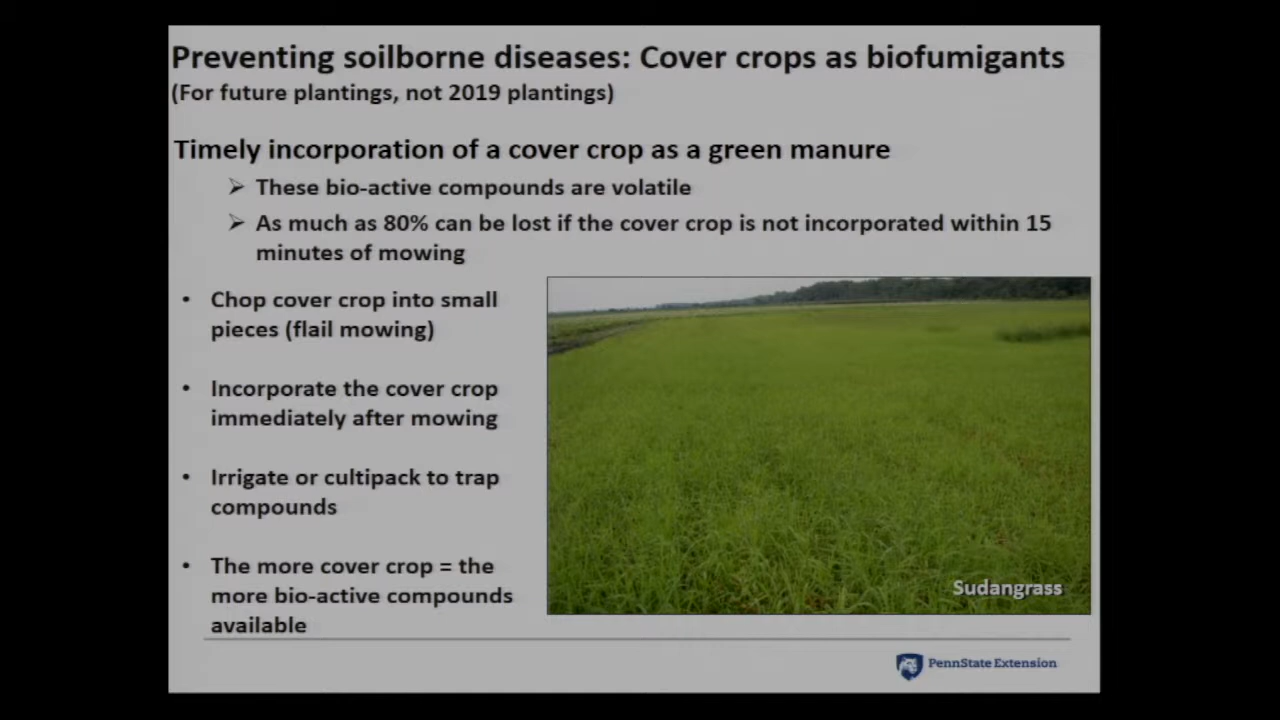 Preventing soilborne diseases: Cover crops as biofumigants
(For future plantings, not 2019 plantings)
Timely incorporation of a cover crop as a green manure
➢ These bio-active compounds are volatile
➢ As much as 80% can be lost if the cover crop is not incorporated within 15
minutes of mowing
• Chop cover crop into small
pieces (flail mowing)
• Incorporate the cover crop
immediately after mowing
• Irrigate or cultipack to trap
compounds
• The more cover crop = the
more bio-active compounds
available
Sudangrass
PennState Extension